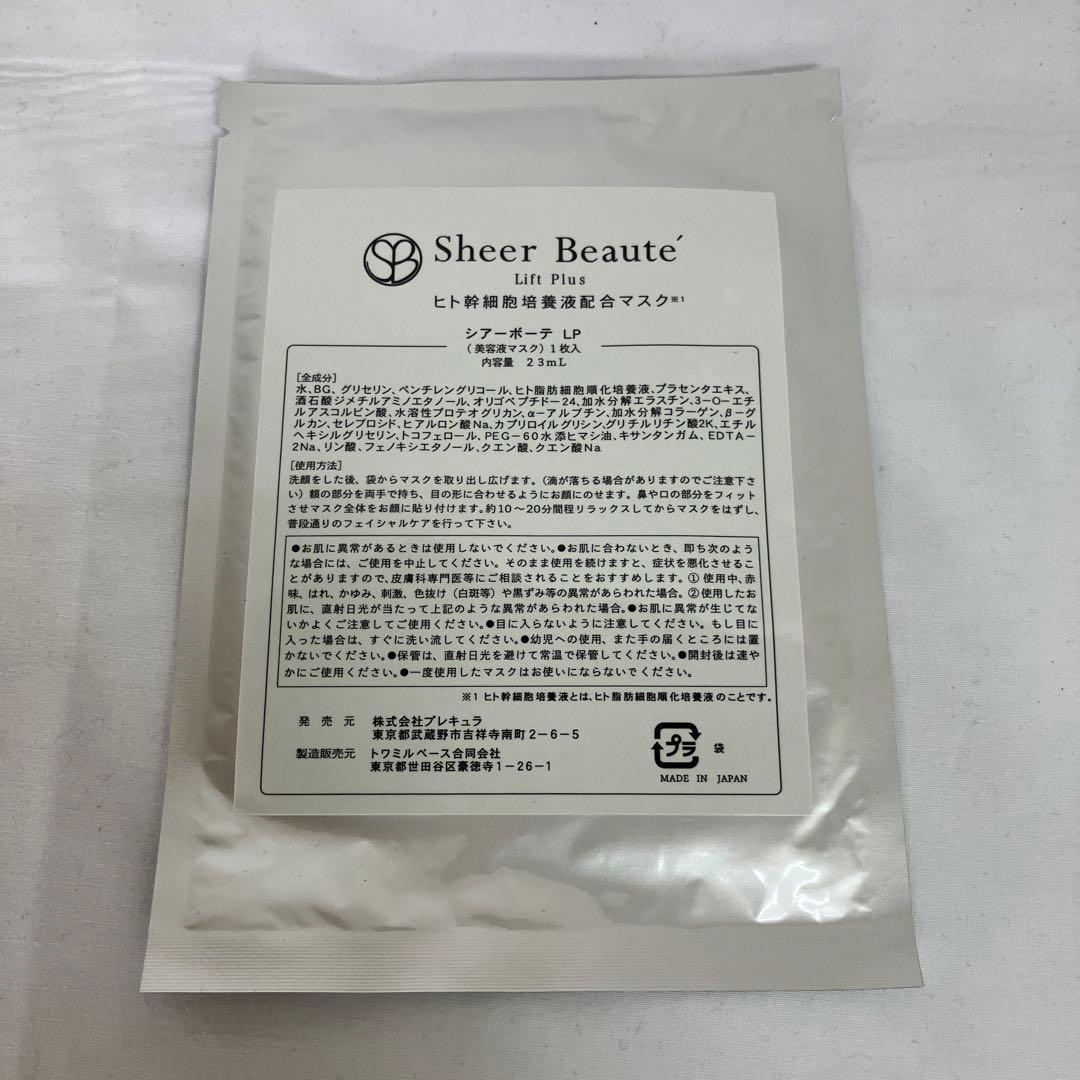 Sheer Beauté
Lift Plus
ヒト幹細胞培養液配合マスク※1
シアーボーテ LP
(美容液マスク)1枚入
内容量 23mL
[全成分]
水、BG、グリセリン、ペンチレングリコール、ヒト脂肪細胞順化培養液、プラセンタエキス、
酒石酸ジメチルアミノエタノール、オリゴペプチド-24、加水分解エラスチン、3-O-エチ
ルアスコルビン酸、水溶性プロテオグリカン、α-アルブチン、加水分解コラーゲン、β-グ
ルカン、セレブロシド、ヒアルロン酸Na、カプリロイルグリシン、グリチルリチン酸2K、エチル
ヘキシルグリセリン、トコフェロール、PEG-60水添ヒマシ油、キサンタンガム、EDTA-
2Na、リン酸、フェノキシエタノール、クエン酸、クエン酸Na
[使用方法]
洗顔をした後、袋からマスクを取り出し広げます。(滴が落ちる場合がありますのでご注意下さ
い)額の部分を両手で持ち、目の形に合わせるようにお顔にのせます。鼻や口の部分をフィット
させマスク全体をお顔に貼り付けます。約10〜20分間程リラックスしてからマスクをはずし、
普段通りのフェイシャルケアを行って下さい。
●お肌に異常があるときは使用しないでください。●お肌に合わないとき、即ち次のよう
な場合には、ご使用を中止してください。そのまま使用を続けますと、症状を悪化させるこ
とがありますので、皮膚科専門医等にご相談されることをおすすめします。①使用中、赤
味、はれ、かゆみ、刺激、色抜け(白斑等)や黒ずみ等の異常があらわれた場合。②使用したお
肌に、直射日光が当たって上記のような異常があらわれた場合。●お肌に異常が生じてな
いかよくご注意してご使用ください。●目に入らないように注意してください。もし目に
入った場合は、すぐに洗い流してください。●幼児への使用、また手の届くところには置
かないでください。●保管は、直射日光を避けて常温で保管してください。●開封後は速や
かにご使用ください。●一度使用したマスクはお使いにならないでください。
※1 ヒト幹細胞培養液とは、ヒト脂肪細胞順化培養液のことです。
発売元 株式会社プレキュラ
東京都武蔵野市吉祥寺南町2-6-5
製造販売元 トワミルベース合同会社
東京都世田谷区豪徳寺1-26-1
プラ 袋
MADE IN JAPAN